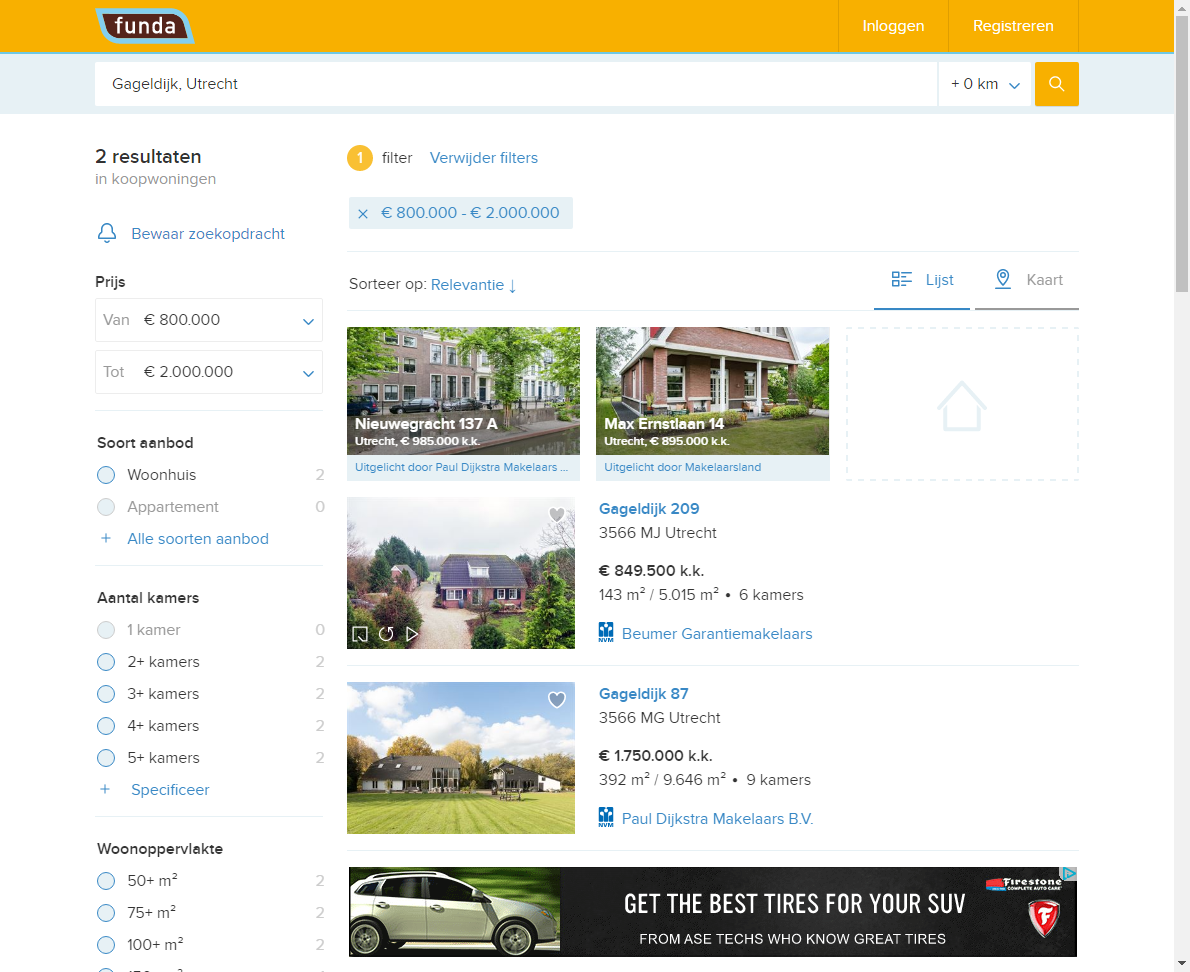 funda
Inloggen
Registreren
Gageldijk, Utrecht
+ 0 km
2 resultaten
in koopwoningen
Bewaar zoekopdracht
Prijs
Van € 800.000
Tot € 2.000.000
Soort aanbod
Woonhuis 2
Appartement 0
+ Alle soorten aanbod
Aantal kamers
1 kamer 0
2+ kamers 2
3+ kamers 2
4+ kamers 2
5+ kamers 2
+ Specificeer
Woonoppervlakte
50+ m² 2
75+ m² 2
100+ m² 2
1 filter Verwijder filters
× € 800.000 - € 2.000.000
Sorteer op: Relevantie ↓
Lijst
Kaart
Nieuwegracht 137 A
Utrecht, € 985.000 k.k.
Uitgelicht door Paul Dijkstra Makelaars ...
Max Ernstlaan 14
Utrecht, € 895.000 k.k.
Uitgelicht door Makelaarsland
Gageldijk 209
3566 MJ Utrecht
€ 849.500 k.k.
143 m² / 5.015 m² • 6 kamers
NVM
Beumer Garantiemakelaars
Gageldijk 87
3566 MG Utrecht
€ 1.750.000 k.k.
392 m² / 9.646 m² • 9 kamers
NVM
Paul Dijkstra Makelaars B.V.
GET THE BEST TIRES FOR YOUR SUV
FROM ASE TECHS WHO KNOW GREAT TIRES
Firestone
COMPLETE AUTO CARE